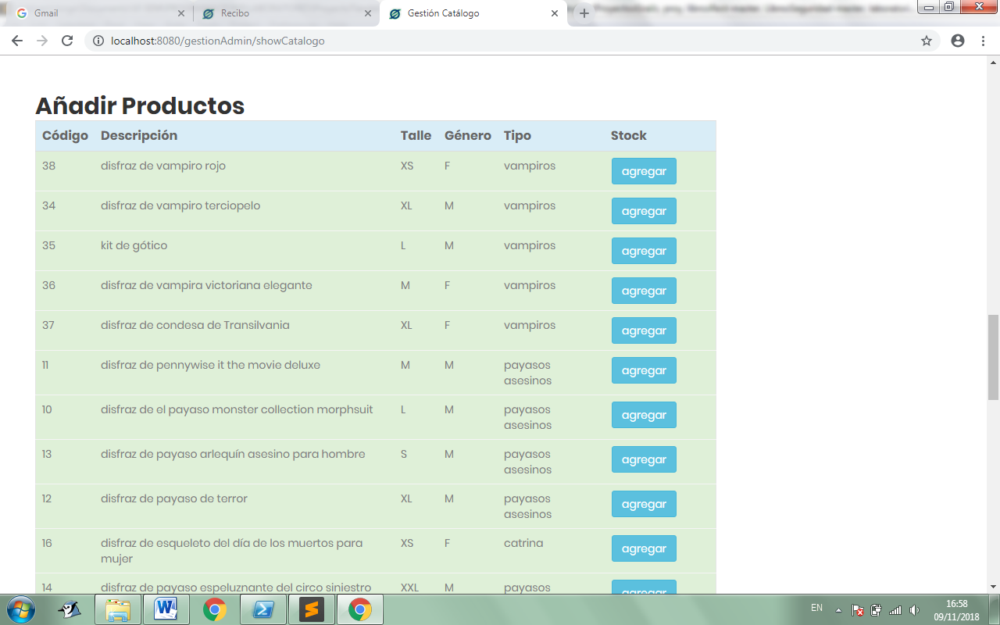 Gmail
Recibo
Gestión Catálogo
localhost:8080/gestionAdmin/showCatalogo
Añadir Productos
Código Descripción Talle Género Tipo Stock
38 disfraz de vampiro rojo XS F vampiros agregar
34 disfraz de vampiro terciopelo XL M vampiros agregar
35 kit de gótico L M vampiros agregar
36 disfraz de vampira victoriana elegante M F vampiros agregar
37 disfraz de condesa de Transilvania XL F vampiros agregar
11 disfraz de pennywise it the movie deluxe M M payasos agregar
asesinos
10 disfraz de el payaso monster collection morphsuit L M payasos agregar
asesinos
13 disfraz de payaso arlequín asesino para hombre S M payasos agregar
asesinos
12 disfraz de payaso de terror XL M payasos agregar
asesinos
16 disfraz de esqueleto del día de los muertos para XS F catrina agregar
mujer
14 disfraz de payaso espeluznante del circo siniestro XXL M payasos agregar
EN 16:58
09/11/2018